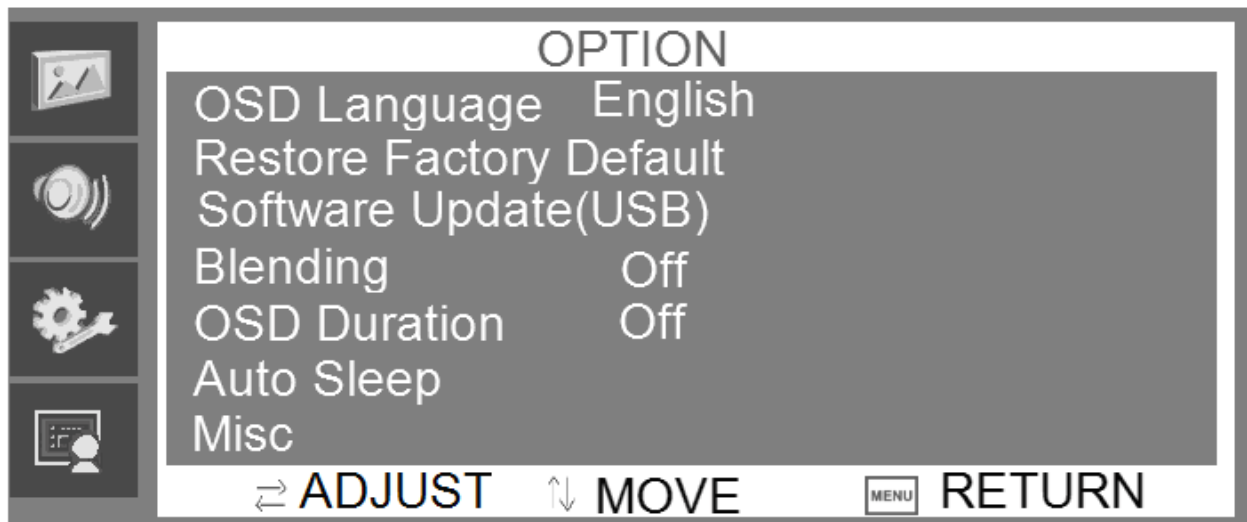 OPTION
OSD Language English
Restore Factory Default
Software Update(USB)
Blending Off
OSD Duration Off
Auto Sleep
Misc
ADJUST MOVE MENU RETURN